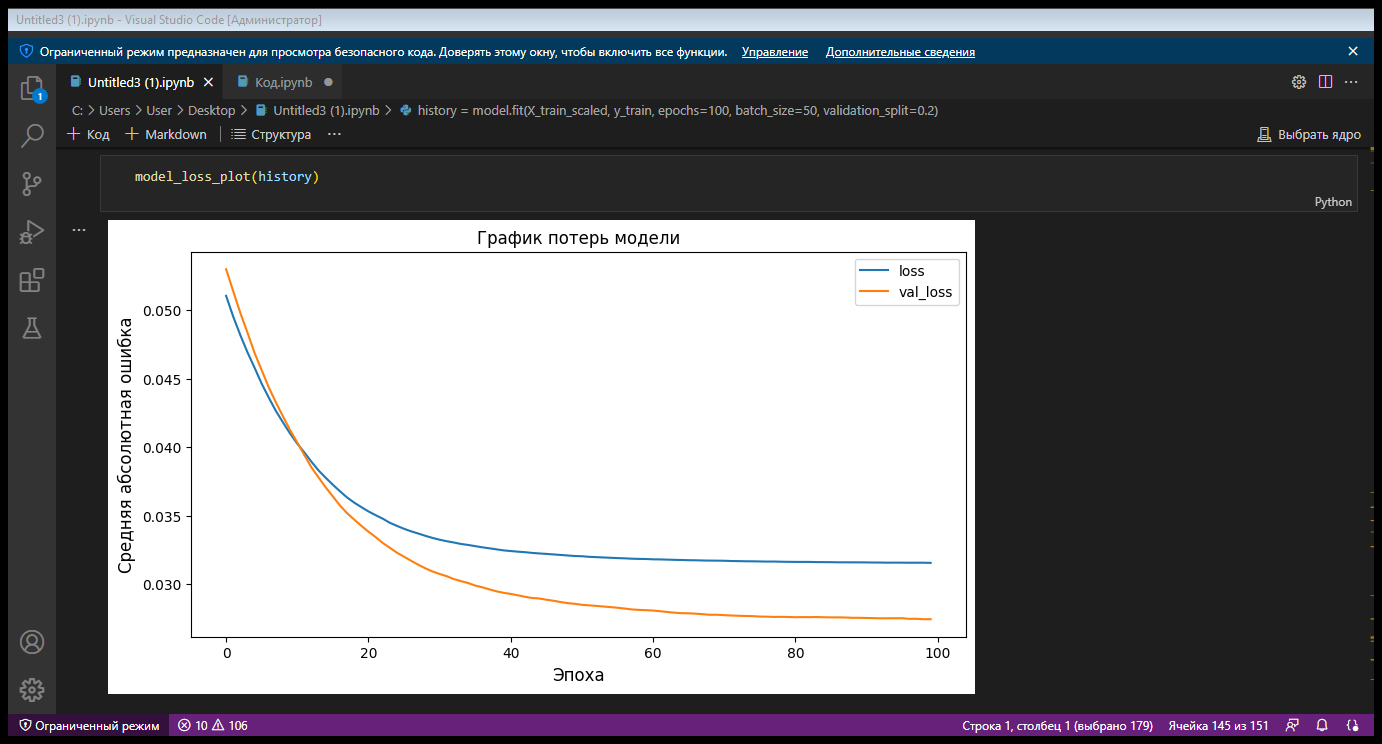 Untitled3 (1).ipynb - Visual Studio Code [Администратор]
Ограниченный режим предназначен для просмотра безопасного кода. Доверять этому окну, чтобы включить все функции. Управление Дополнительные сведения
1
Untitled3 (1).ipynb Код.ipynb
C: > Users > User > Desktop > Untitled3 (1).ipynb > history = model.fit(X_train_scaled, y_train, epochs=100, batch_size=50, validation_split=0.2)
+ Код + Markdown Структура ... Выбрать ядро
model_loss_plot(history)
Python
...
График потерь модели
loss
val_loss
Средняя абсолютная ошибка
0.050
0.045
0.040
0.035
0.030
0 20 40 60 80 100
Эпоха
Ограниченный режим 10 106 Строка 1, столбец 1 (выбрано 179) Ячейка 145 из 151